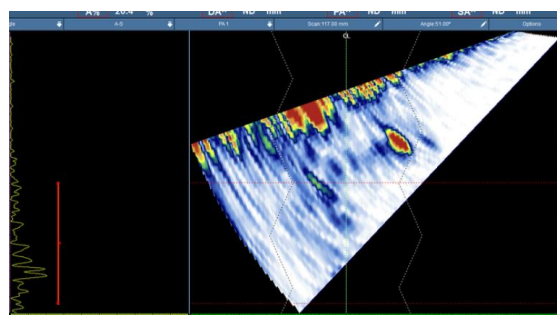 A% 20.4 % DA^ ND mm PA^ ND mm SA^ ND mm
A-S PA 1 Scan 117.00 mm Angle 51.00° Options
CL